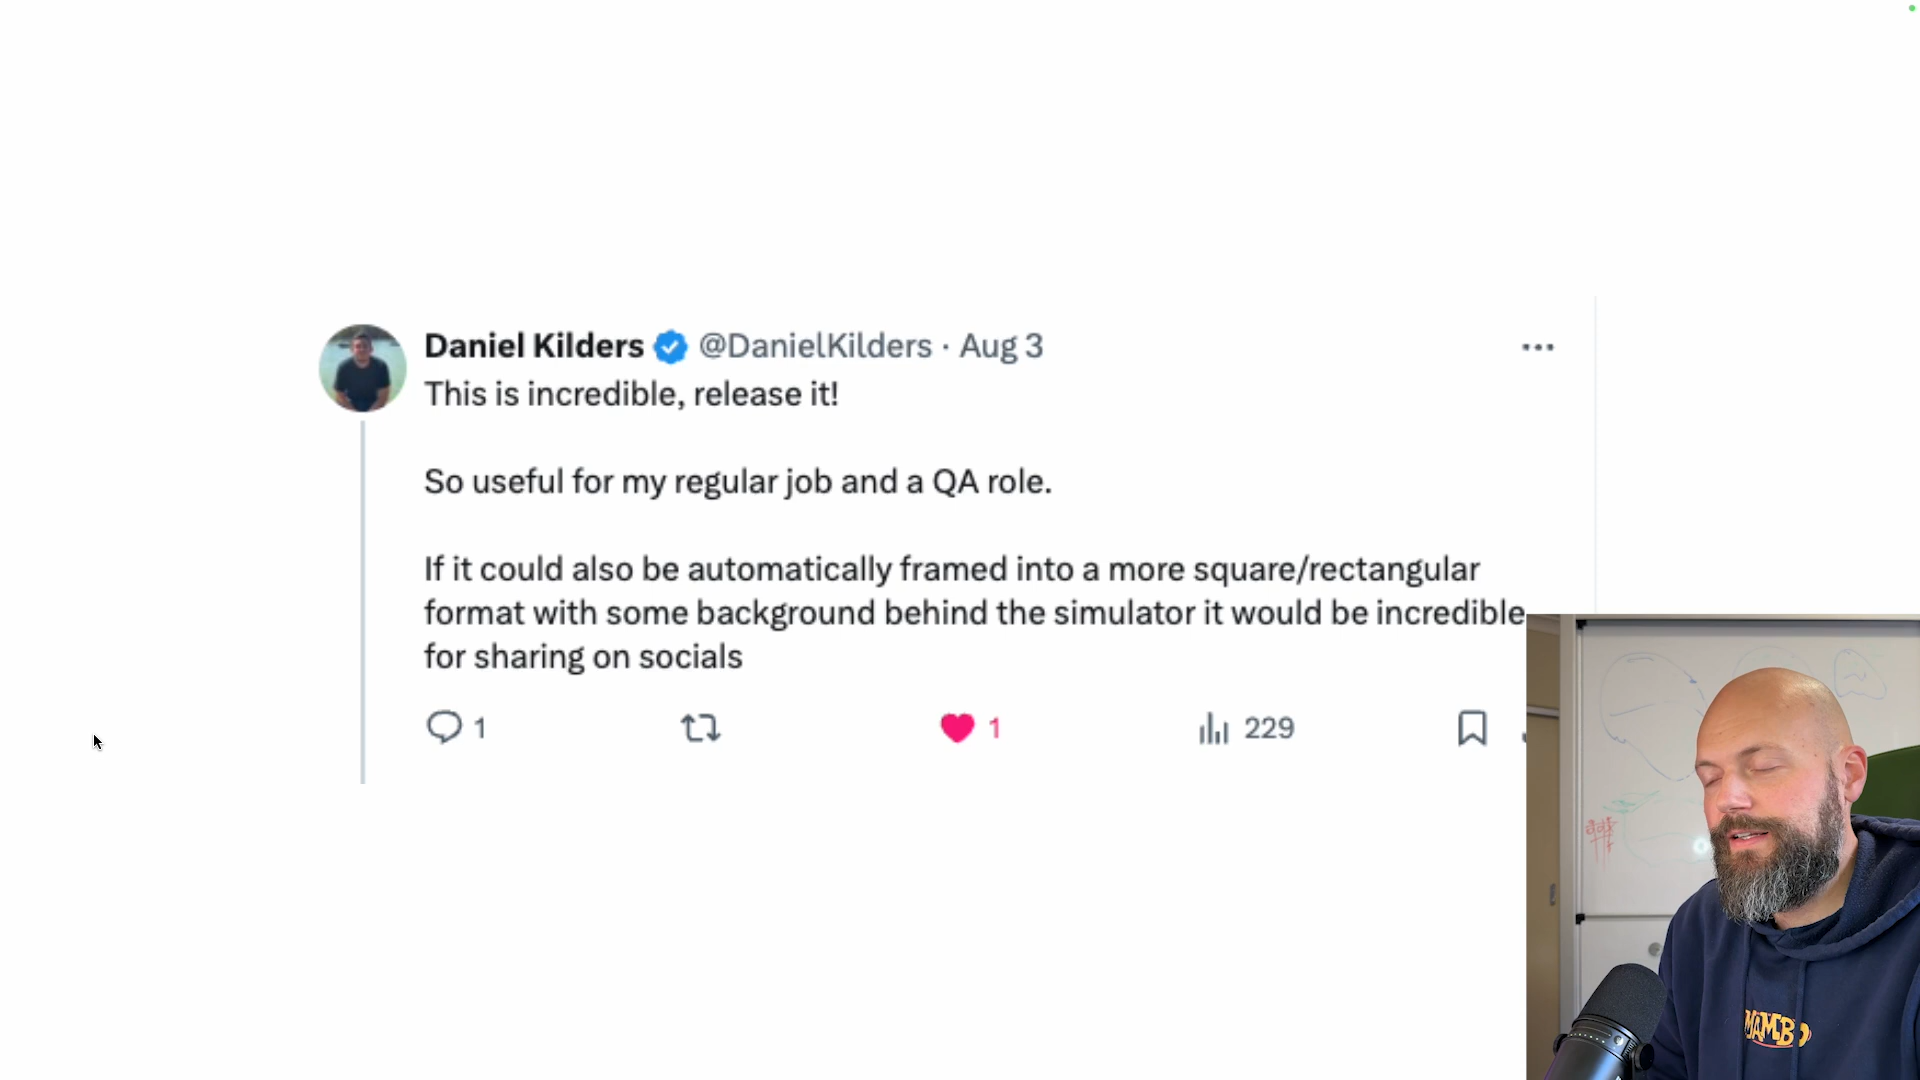 Daniel Kilders @DanielKilders · Aug 3
This is incredible, release it!
So useful for my regular job and a QA role.
If it could also be automatically framed into a more square/rectangular
format with some background behind the simulator it would be incredible
for sharing on socials
1 1 229
MAMBO